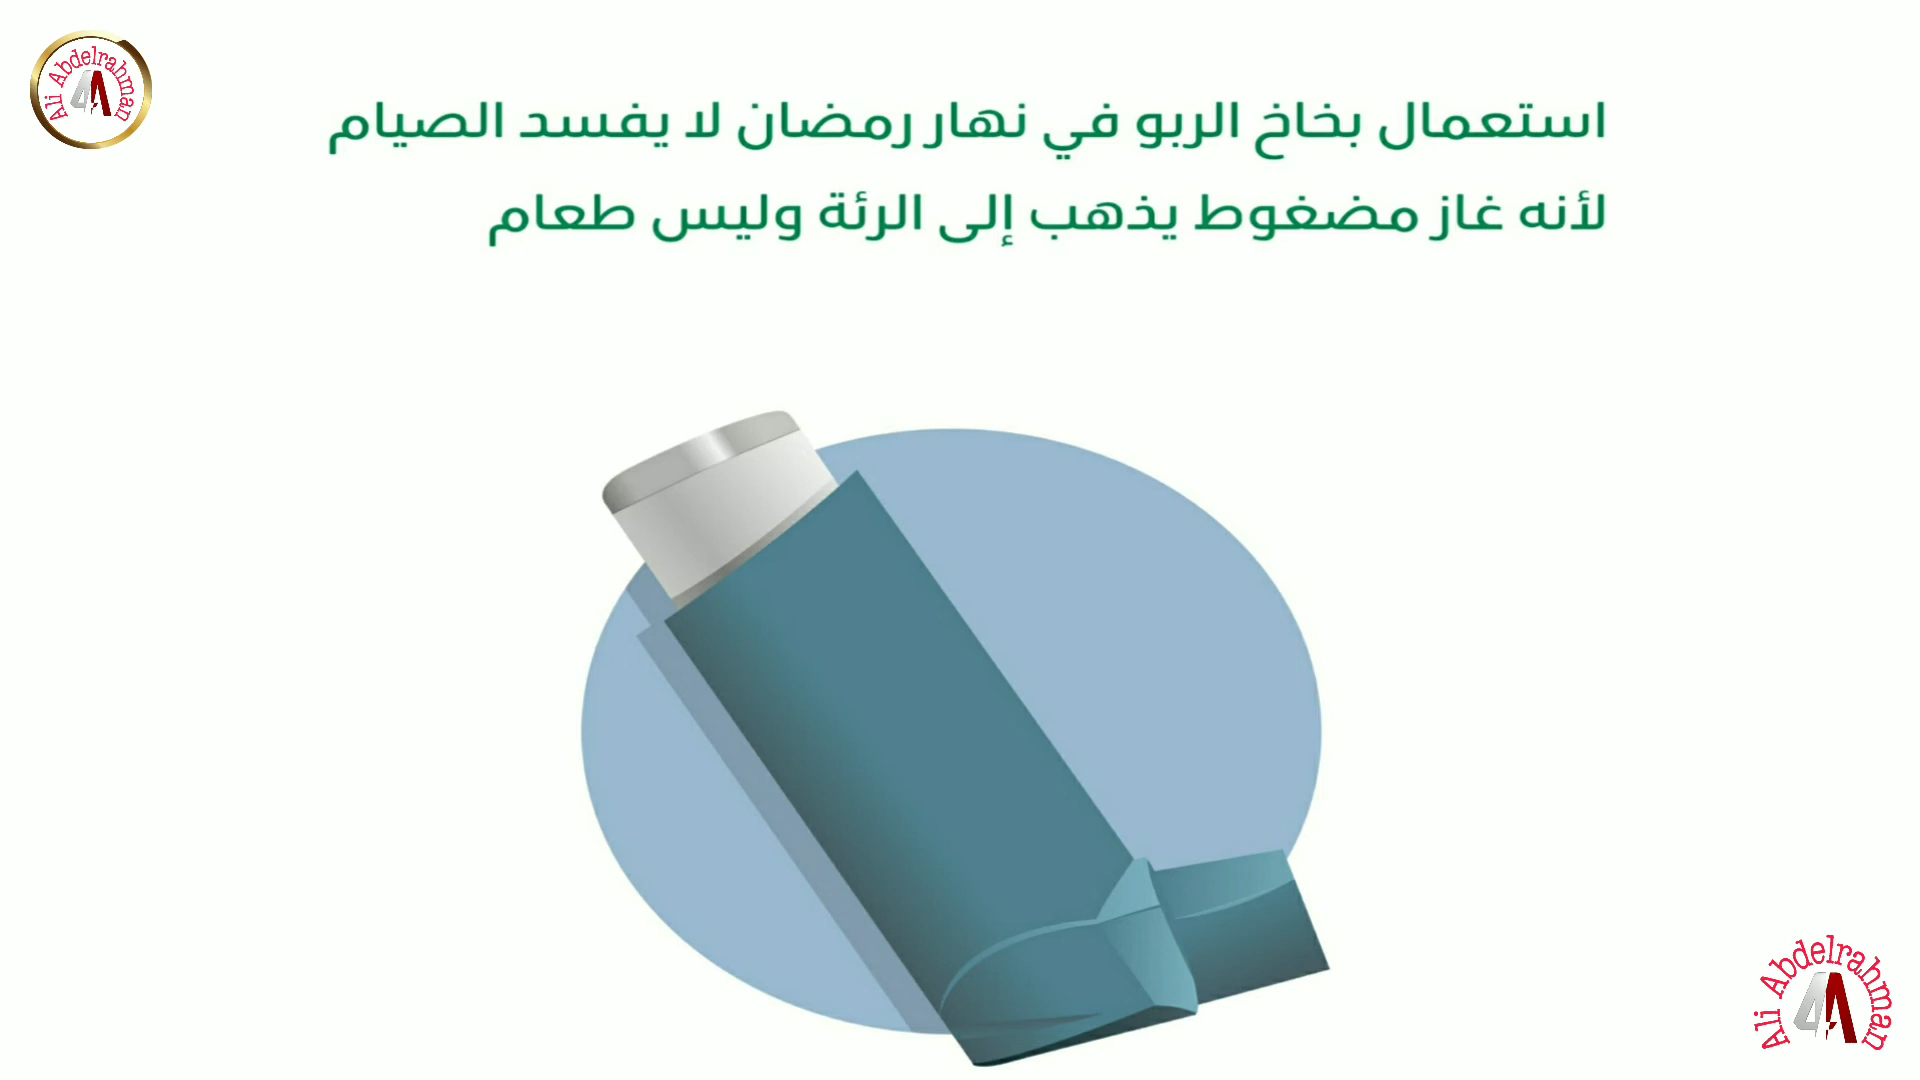 Ali Abdelrahman
استعمال بخاخ الربو في نهار رمضان لا يفسد الصيام
لأنه غاز مضغوط يذهب إلى الرئة وليس طعام
Ali Abdelrahman